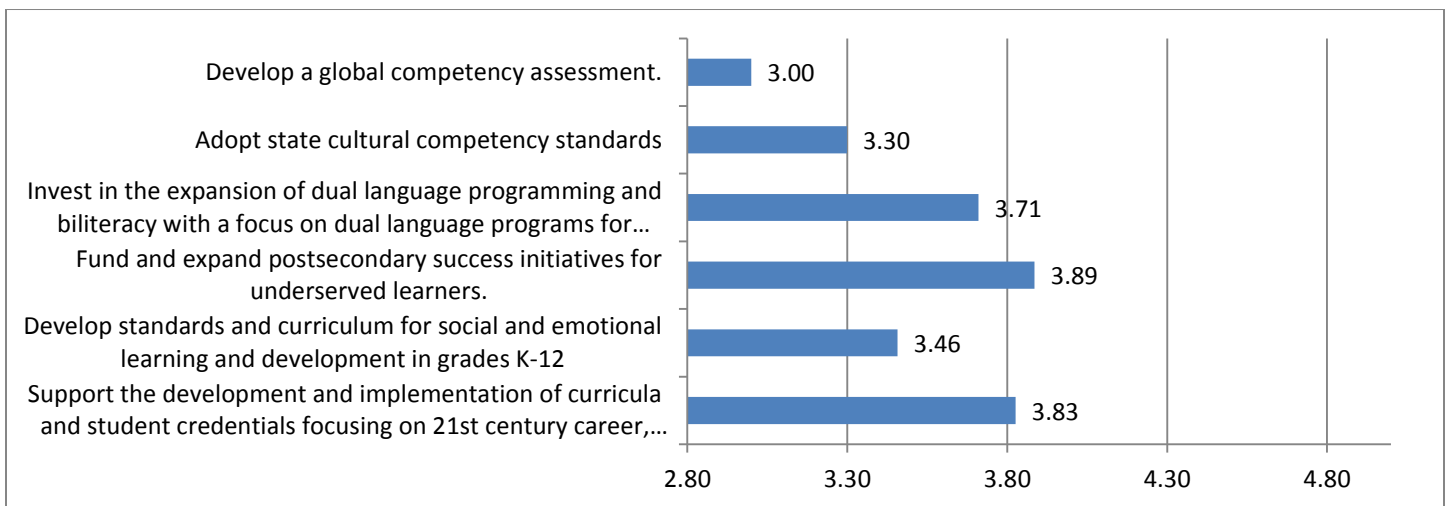 Develop a global competency assessment.
3.00
Adopt state cultural competency standards
3.30
Invest in the expansion of dual language programming and
biliteracy with a focus on dual language programs for…
3.71
Fund and expand postsecondary success initiatives for
underserved learners.
3.89
Develop standards and curriculum for social and emotional
learning and development in grades K-12
3.46
Support the development and implementation of curricula
and student credentials focusing on 21st century career,…
3.83
2.80 3.30 3.80 4.30 4.80